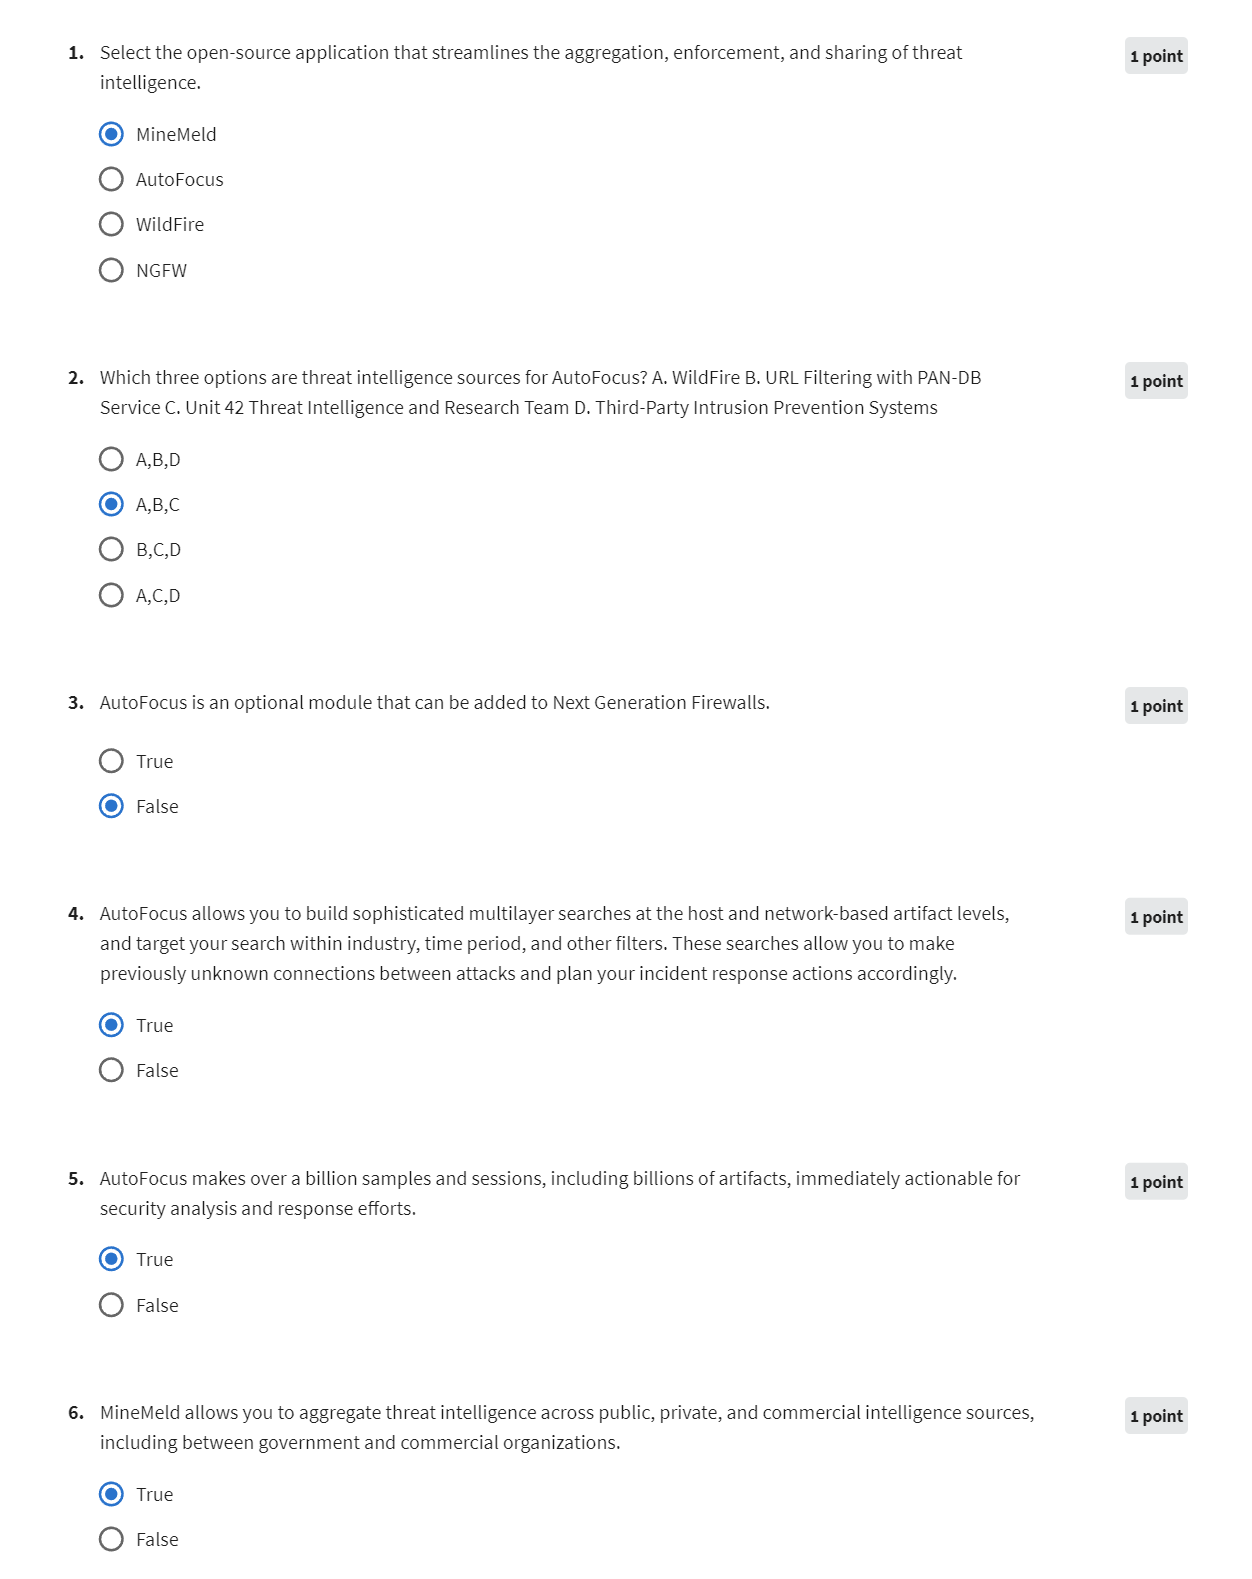 1. Select the open-source application that streamlines the aggregation, enforcement, and sharing of threat
intelligence.
1 point
MineMeld
AutoFocus
WildFire
NGFW
2. Which three options are threat intelligence sources for AutoFocus? A. WildFire B. URL Filtering with PAN-DB
Service C. Unit 42 Threat Intelligence and Research Team D. Third-Party Intrusion Prevention Systems
1 point
A,B,D
A,B,C
B,C,D
A,C,D
3. AutoFocus is an optional module that can be added to Next Generation Firewalls.
1 point
True
False
4. AutoFocus allows you to build sophisticated multilayer searches at the host and network-based artifact levels,
and target your search within industry, time period, and other filters. These searches allow you to make
previously unknown connections between attacks and plan your incident response actions accordingly.
1 point
True
False
5. AutoFocus makes over a billion samples and sessions, including billions of artifacts, immediately actionable for
security analysis and response efforts.
1 point
True
False
6. MineMeld allows you to aggregate threat intelligence across public, private, and commercial intelligence sources,
including between government and commercial organizations.
1 point
True
False